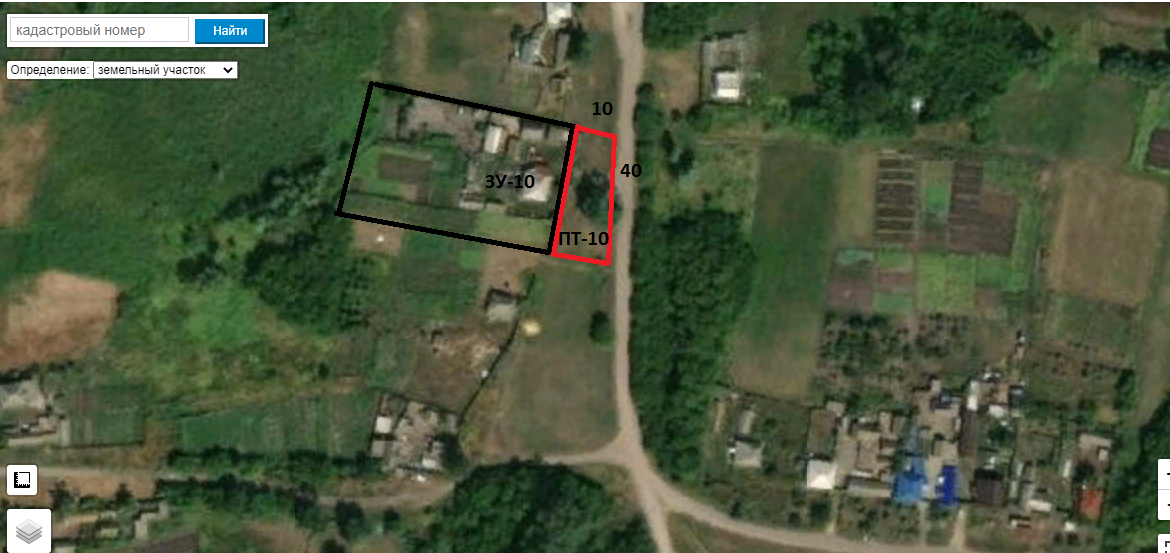 кадастровый номер
Найти
Определение: земельный участок
10
40
ЗУ-10
ПТ-10